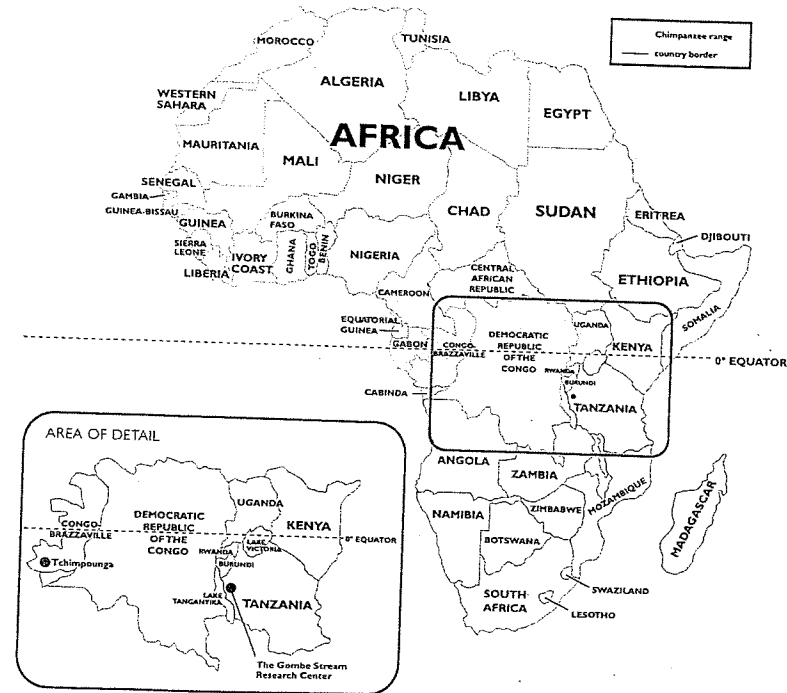 Chimpanzee range
country border
MOROCCO
TUNISIA
ALGERIA
LIBYA
EGYPT
WESTERN
SAHARA
AFRICA
MAURITANIA
MALI
NIGER
SENEGAL
GAMBIA
GUINEA-BISSAU
GUINEA
BURKINA
FASO
CHAD
SUDAN
ERITREA
DJIBOUTI
SIERRA
LEONE
LIBERIA
IVORY
COAST
GHANA
TOGO
BENIN
NIGERIA
CENTRAL
AFRICAN
REPUBLIC
ETHIOPIA
SOMALIA
CAMEROON
EQUATORIAL
GUINEA
GABON
CONGO-
BRAZZAVILLE
DEMOCRATIC
REPUBLIC
OF THE
CONGO
UGANDA
KENYA
0° EQUATOR
RWANDA
BURUNDI
CABINDA
TANZANIA
ANGOLA
ZAMBIA
MOZAMBIQUE
MADAGASCAR
NAMIBIA
ZIMBABWE
BOTSWANA
SWAZILAND
SOUTH
AFRICA
LESOTHO
AREA OF DETAIL
UGANDA
KENYA
CONGO-
BRAZZAVILLE
DEMOCRATIC
REPUBLIC
OF THE
CONGO
0° EQUATOR
LAKE
VICTORIA
RWANDA
BURUNDI
Tchimpounga
LAKE
TANGANTIKA
TANZANIA
The Gombe Stream
Research Center